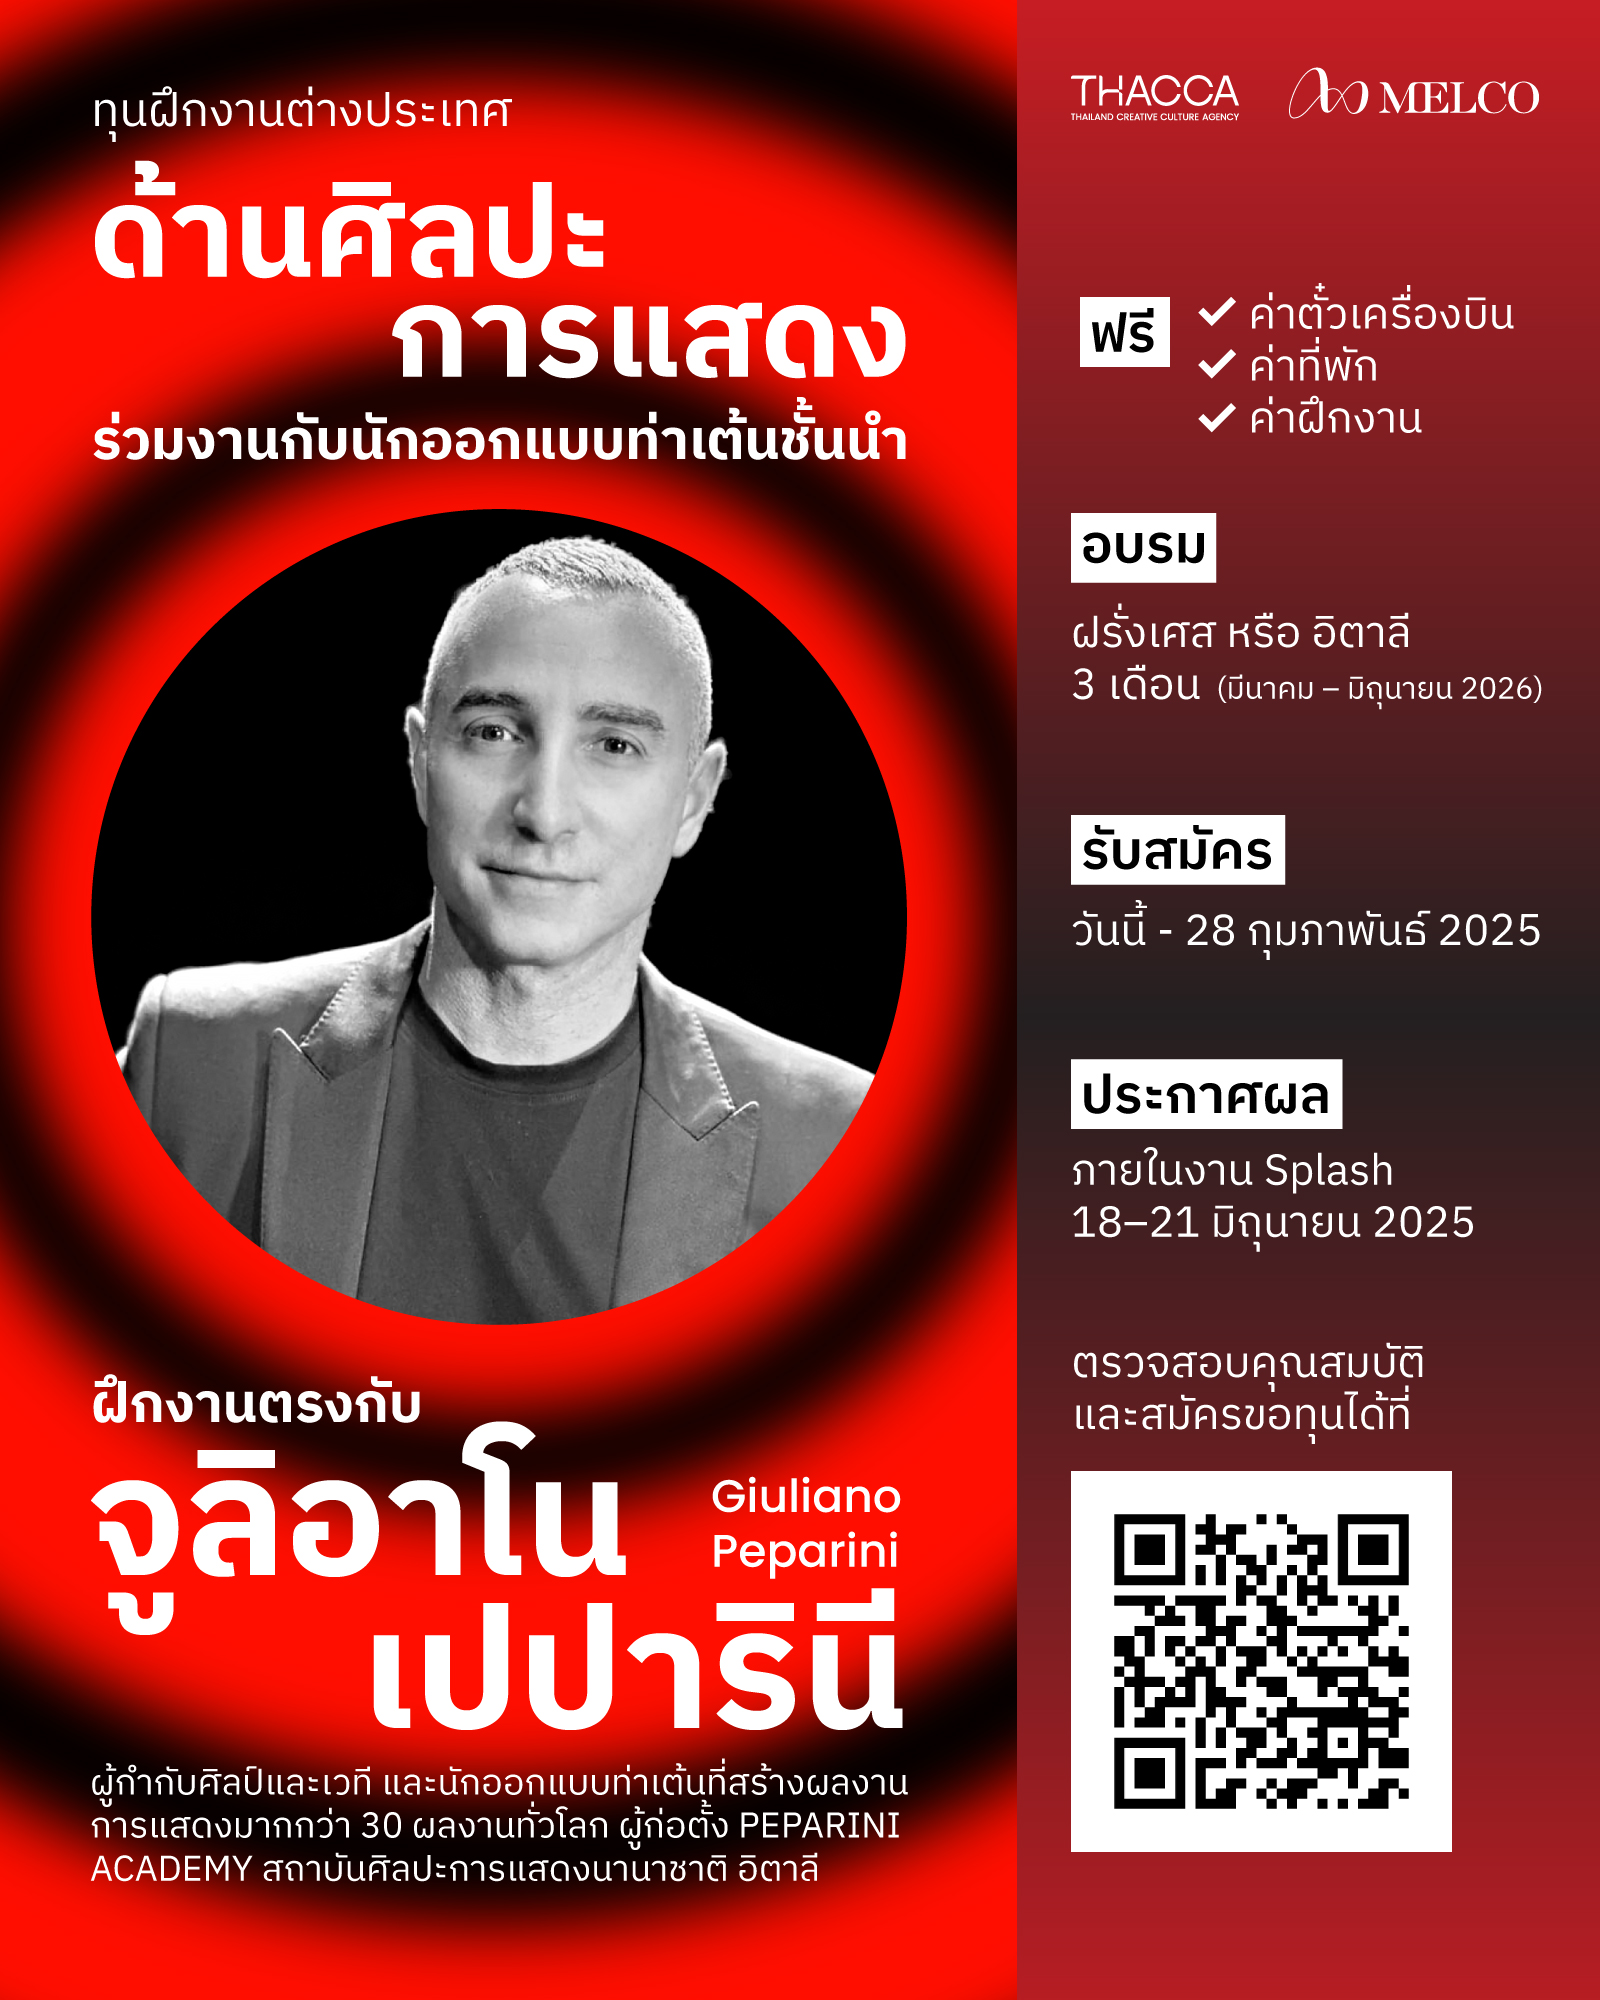 ทุนฝึกงานต่างประเทศ
ด้านศิลปะ
การแสดง
ร่วมงานกับนักออกแบบท่าเต้นชั้นนำ
ฝึกงานตรงกับ
จูลิอาโน
Giuliano
Peparini
เปปารินี
ผู้กำกับศิลป์และเวที และนักออกแบบท่าเต้นที่สร้างผลงาน
การแสดงมากกว่า 30 ผลงานทั่วโลก ผู้ก่อตั้ง PEPARINI
ACADEMY สถาบันศิลปะการแสดงนานาชาติ อิตาลี
THACCA
THAILAND CREATIVE CULTURE AGENCY
MELCO
ฟรี
ค่าตั๋วเครื่องบิน
ค่าที่พัก
ค่าฝึกงาน
อบรม
ฝรั่งเศส หรือ อิตาลี
3 เดือน (มีนาคม – มิถุนายน 2026)
รับสมัคร
วันนี้ - 28 กุมภาพันธ์ 2025
ประกาศผล
ภายในงาน Splash
18–21 มิถุนายน 2025
ตรวจสอบคุณสมบัติ
และสมัครขอทุนได้ที่